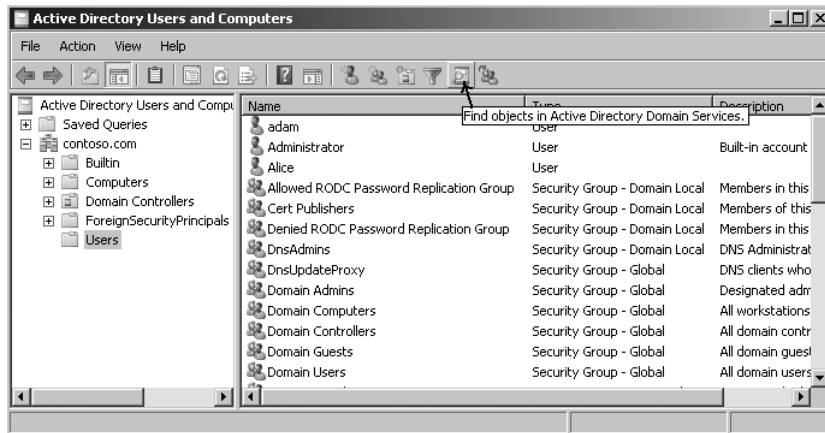 Active Directory Users and Computers
File Action View Help
Active Directory Users and Compu
Saved Queries
contoso.com
Builtin
Computers
Domain Controllers
ForeignSecurityPrincipals
Users
Name Type Description
Find objects in Active Directory Domain Services.
adam User
Administrator User Built-in account
Alice User
Allowed RODC Password Replication Group Security Group - Domain Local Members in this
Cert Publishers Security Group - Domain Local Members of this
Denied RODC Password Replication Group Security Group - Domain Local Members in this
DnsAdmins Security Group - Domain Local DNS Administrat
DnsUpdateProxy Security Group - Global DNS clients who
Domain Admins Security Group - Global Designated adm
Domain Computers Security Group - Global All workstations
Domain Controllers Security Group - Global All domain contr
Domain Guests Security Group - Global All domain guest
Domain Users Security Group - Global All domain users